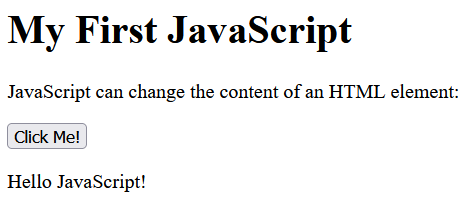 My First JavaScript
JavaScript can change the content of an HTML element:
Click Me!
Hello JavaScript!